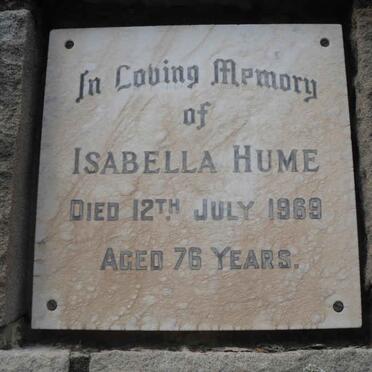 In Loving Memory
of
ISABELLA HUME
DIED 12TH JULY 1969
AGED 76 YEARS.